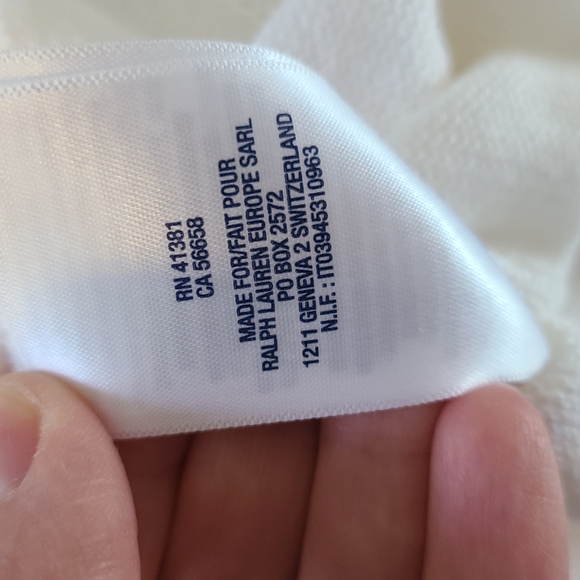 RN 41381
CA 56658
MADE FOR/FAIT POUR
RALPH LAUREN EUROPE SARL
PO BOX 2572
1211 GENEVA 2 SWITZERLAND
N.I.F. : IT03945310963